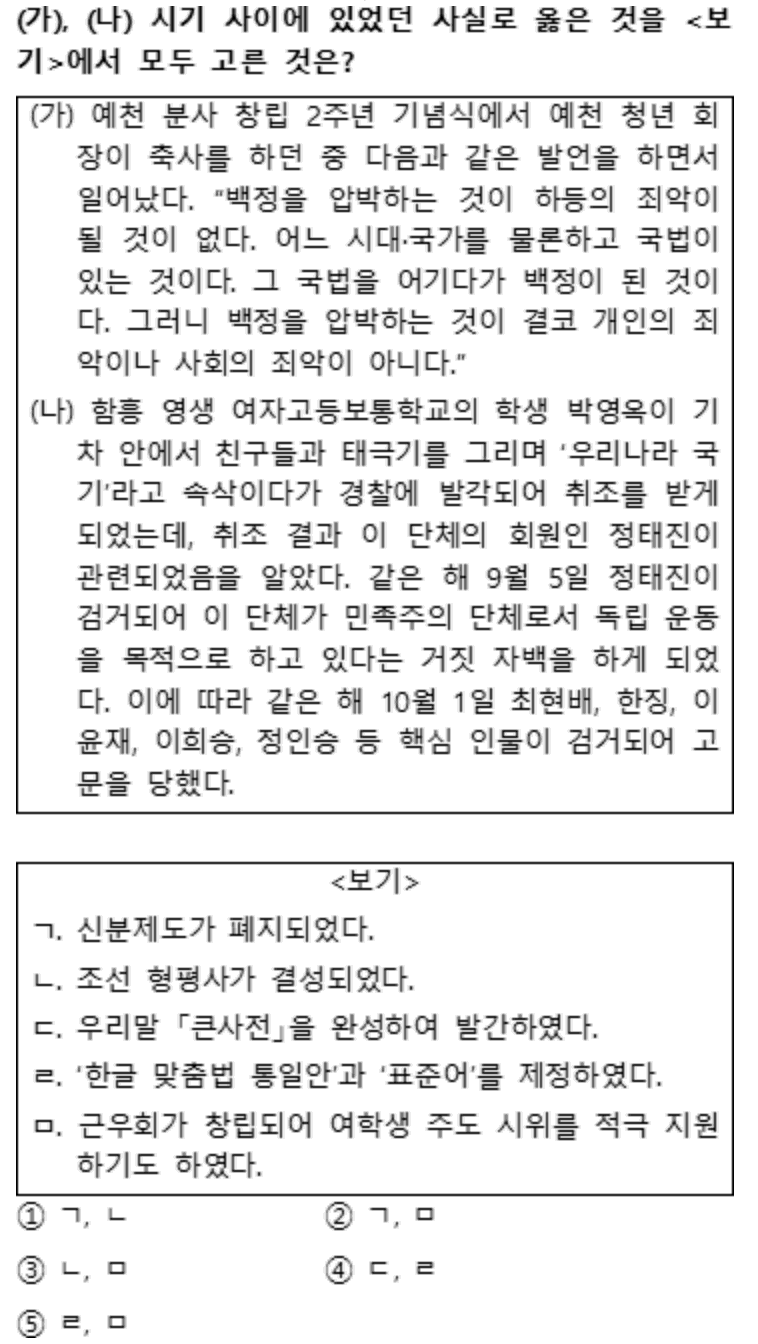 (가), (나) 시기 사이에 있었던 사실로 옳은 것을 <보
기>에서 모두 고른 것은?
(가) 예천 분사 창립 2주년 기념식에서 예천 청년 회
장이 축사를 하던 중 다음과 같은 발언을 하면서
일어났다. “백정을 압박하는 것이 하등의 죄악이
될 것이 없다. 어느 시대·국가를 물론하고 국법이
있는 것이다. 그 국법을 어기다가 백정이 된 것이
다. 그러니 백정을 압박하는 것이 결코 개인의 죄
악이나 사회의 죄악이 아니다.”
(나) 함흥 영생 여자고등보통학교의 학생 박영옥이 기
차 안에서 친구들과 태극기를 그리며 ‘우리나라 국
기’라고 속삭이다가 경찰에 발각되어 취조를 받게
되었는데, 취조 결과 이 단체의 회원인 정태진이
관련되었음을 알았다. 같은 해 9월 5일 정태진이
검거되어 이 단체가 민족주의 단체로서 독립 운동
을 목적으로 하고 있다는 거짓 자백을 하게 되었
다. 이에 따라 같은 해 10월 1일 최현배, 한징, 이
윤재, 이희승, 정인승 등 핵심 인물이 검거되어 고
문을 당했다.
<보기>
ㄱ. 신분제도가 폐지되었다.
ㄴ. 조선 형평사가 결성되었다.
ㄷ. 우리말 「큰사전」을 완성하여 발간하였다.
ㄹ. ‘한글 맞춤법 통일안’과 ‘표준어’를 제정하였다.
ㅁ. 근우회가 창립되어 여학생 주도 시위를 적극 지원
하기도 하였다.
① ㄱ, ㄴ ② ㄱ, ㅁ
③ ㄴ, ㅁ ④ ㄷ, ㄹ
⑤ ㄹ, ㅁ